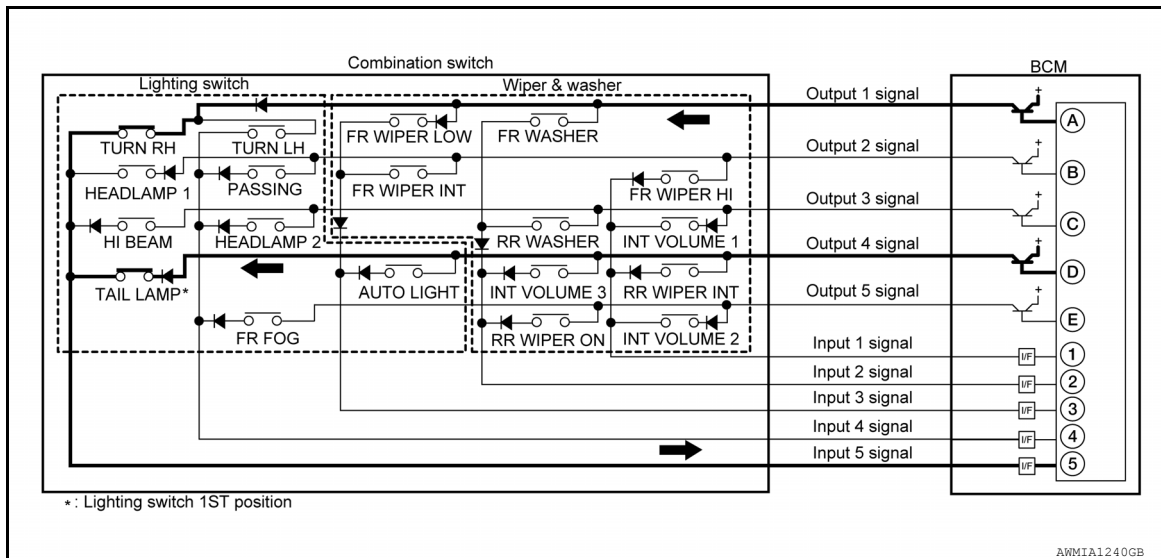 Combination switch
BCM
Lighting switch
Wiper & washer
Output 1 signal
+
A
TURN RH
TURN LH
FR WIPER LOW
FR WASHER
Output 2 signal
+
B
HEADLAMP 1
PASSING
FR WIPER INT
FR WIPER HI
Output 3 signal
+
C
HI BEAM
HEADLAMP 2
RR WASHER
INT VOLUME 1
Output 4 signal
+
D
TAIL LAMP*
AUTO LIGHT
INT VOLUME 3
RR WIPER INT
Output 5 signal
+
E
FR FOG
RR WIPER ON
INT VOLUME 2
Input 1 signal
I/F
1
Input 2 signal
I/F
2
Input 3 signal
I/F
3
Input 4 signal
I/F
4
Input 5 signal
I/F
5
* : Lighting switch 1ST position
AWMIA1240GB